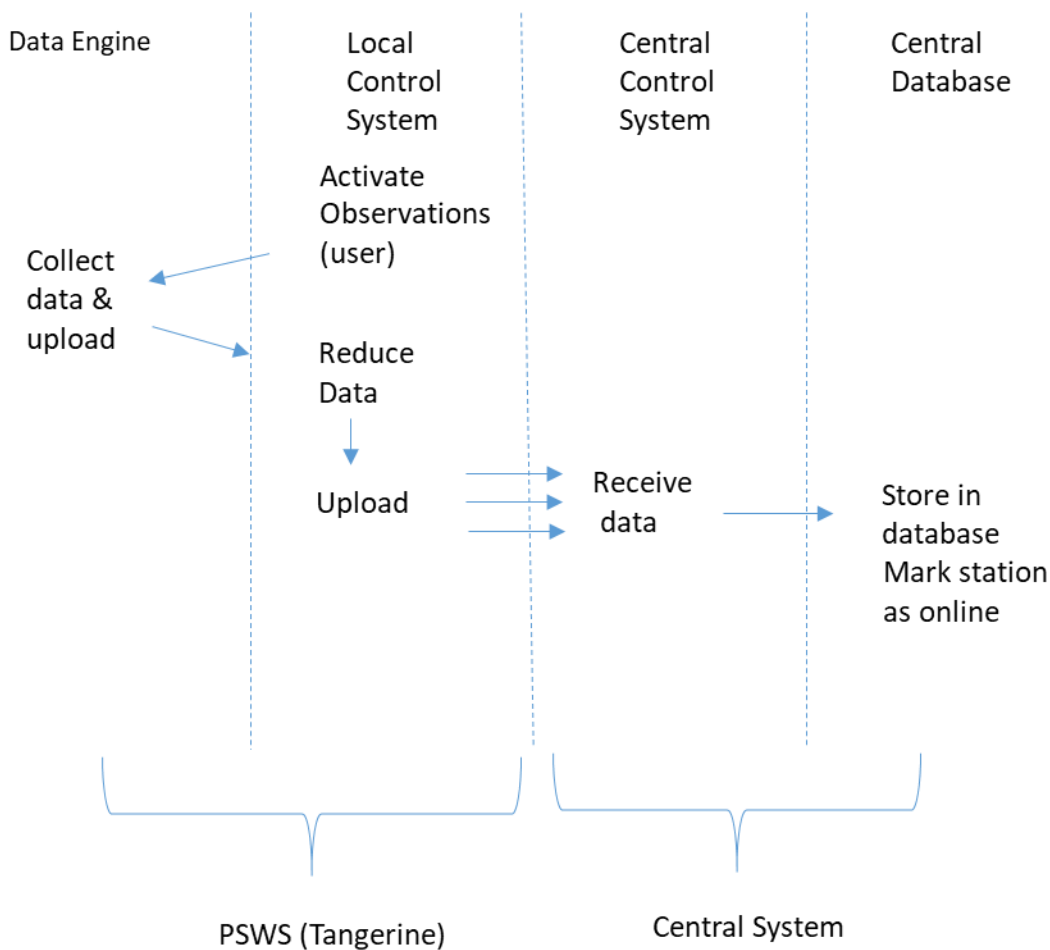 Data Engine
Local
Control
System
Central
Control
System
Central
Database
Activate
Observations
(user)
Collect
data &
upload
Reduce
Data
Upload
Receive
data
Store in
database
Mark station
as online
PSWS (Tangerine)
Central System